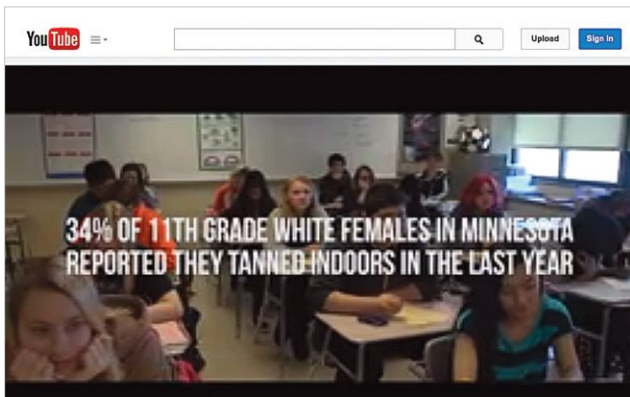 YouTube
Upload
Sign In
34% OF 11TH GRADE WHITE FEMALES IN MINNESOTA
REPORTED THEY TANNED INDOORS IN THE LAST YEAR